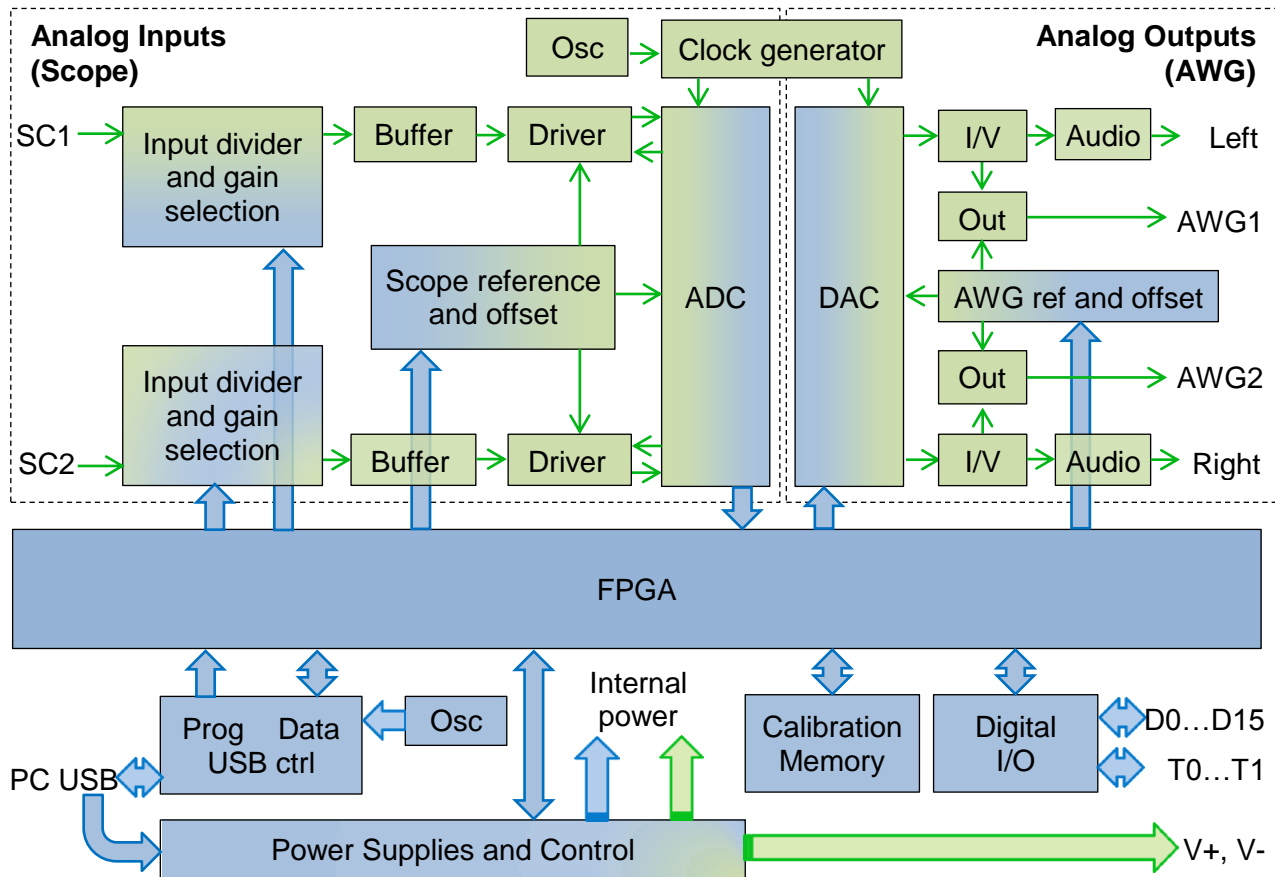 Analog Inputs
(Scope)
Osc
Clock generator
Analog Outputs
(AWG)
SC1
Input divider
and gain
selection
Buffer
Driver
I/V
Audio
Left
Out
AWG1
Scope reference
and offset
ADC
DAC
AWG ref and offset
Input divider
and gain
selection
Out
AWG2
SC2
Buffer
Driver
I/V
Audio
Right
FPGA
Prog Data
USB ctrl
Osc
Internal
power
Calibration
Memory
Digital
I/O
D0…D15
T0…T1
PC USB
Power Supplies and Control
V+, V-